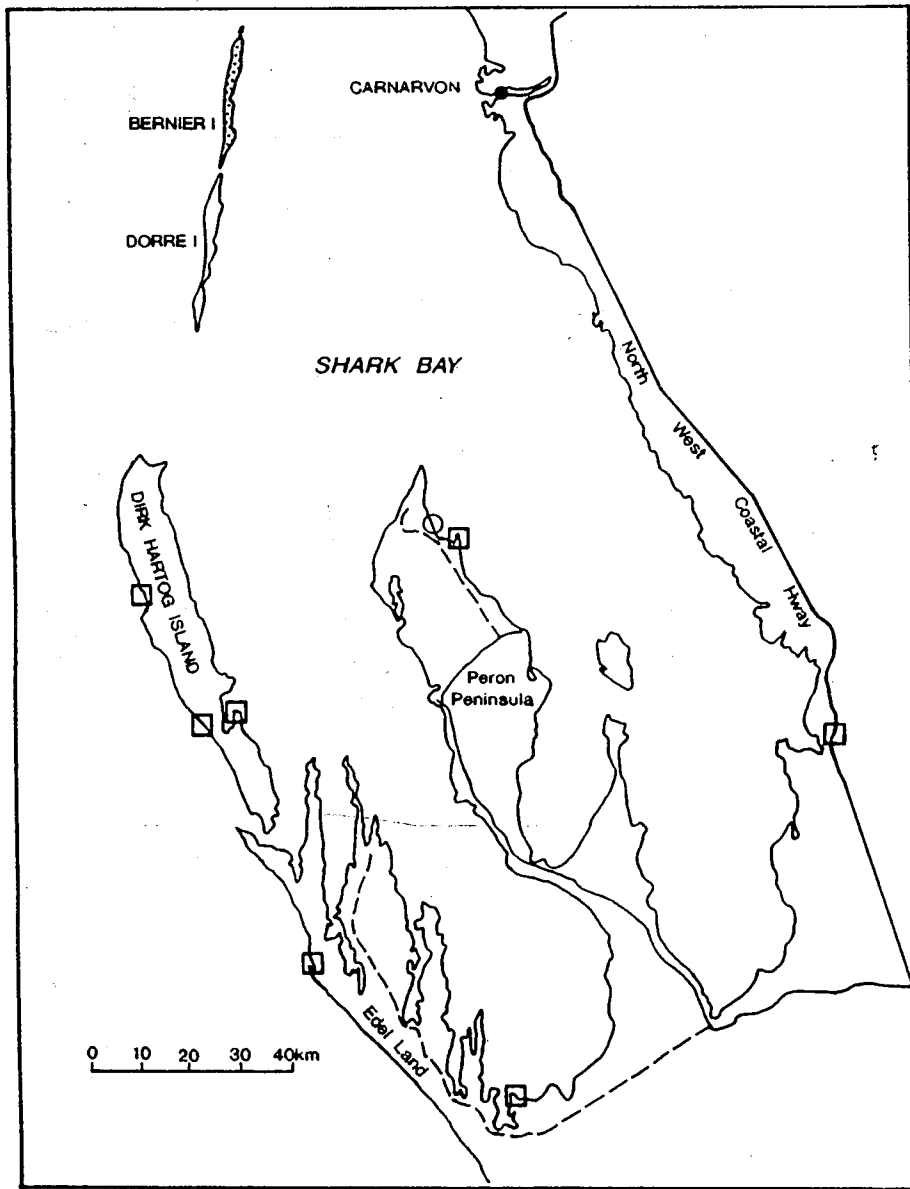 CARNARVON
BERNIER I
DORRE I
SHARK BAY
North West Coastal Hway
DIRK HARTOG ISLAND
Peron
Peninsula
Edel Land
0 10 20 30 40km